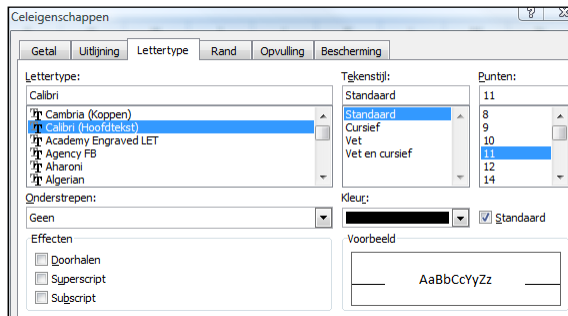 Celeigenschappen
Getal Uitlijning Lettertype Rand Opvulling Bescherming
Lettertype: Tekenstijl: Punten:
Calibri Standaard 11
Cambria (Koppen) Standaard 8
Calibri (Hoofdtekst) Cursief 9
Academy Engraved LET Vet 10
Agency FB Vet en cursief 11
Aharoni 12
Algerian 14
Onderstrepen: Kleur:
Geen Standaard
Effecten Voorbeeld
Doorhalen
Superscript AaBbCcYyZz
Subscript